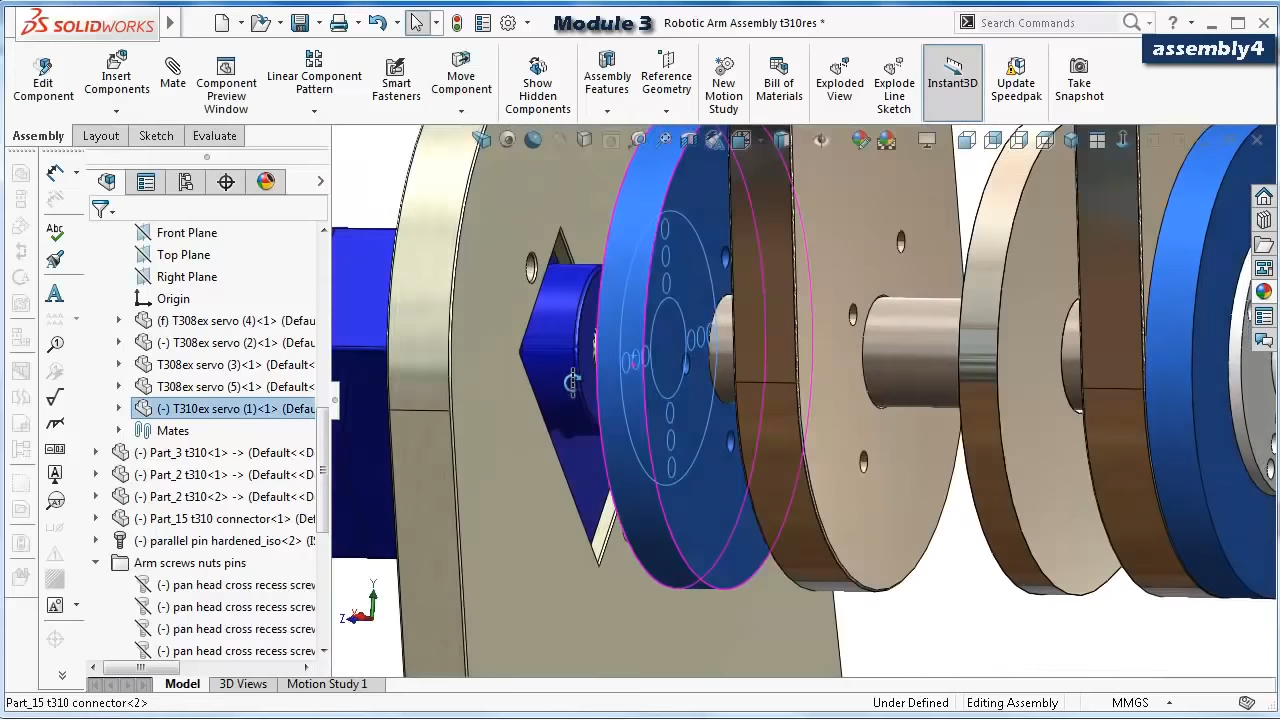 SOLIDWORKS
Module 3
Robotic Arm Assembly t310res *
Search Commands
assembly4
Edit Component
Insert Components
Mate
Component Preview Window
Linear Component Pattern
Smart Fasteners
Move Component
Show Hidden Components
Assembly Features
Reference Geometry
New Motion Study
Bill of Materials
Exploded View
Explode Line Sketch
Instant3D
Update Speedpak
Take Snapshot
Assembly
Layout
Sketch
Evaluate
Front Plane
Top Plane
Right Plane
Origin
(f) T308ex servo (4)<1> (Defau
(-) T308ex servo (2)<1> (Defau
T308ex servo (3)<1> (Default
T308ex servo (5)<1> (Default
(-) T310ex servo (1)<1> (Defau
Mates
(-) Part_3 t310<1> -> (Default<<D
(-) Part_2 t310<1> -> (Default<<D
(-) Part_2 t310<2> -> (Default<<D
(-) Part_15 t310 connector<1> (Def
(-) parallel pin hardened_iso<2> (IS
Arm screws nuts pins
(-) pan head cross recess screw
(-) pan head cross recess screw
(-) pan head cross recess screw
(-) pan head cross recess screw
Y
Z
X
Model
3D Views
Motion Study 1
Part_15 t310 connector<2>
Under Defined
Editing Assembly
MMGS